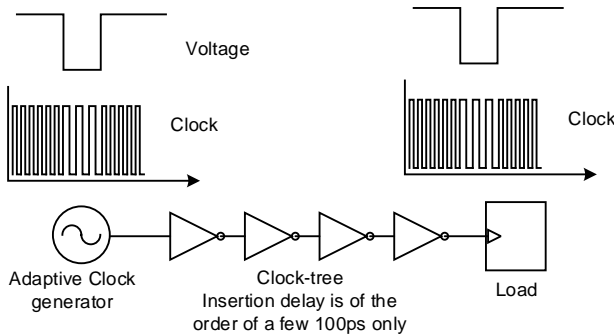 Voltage
Clock
Clock
Adaptive Clock
generator
Clock-tree
Insertion delay is of the
order of a few 100ps only
Load